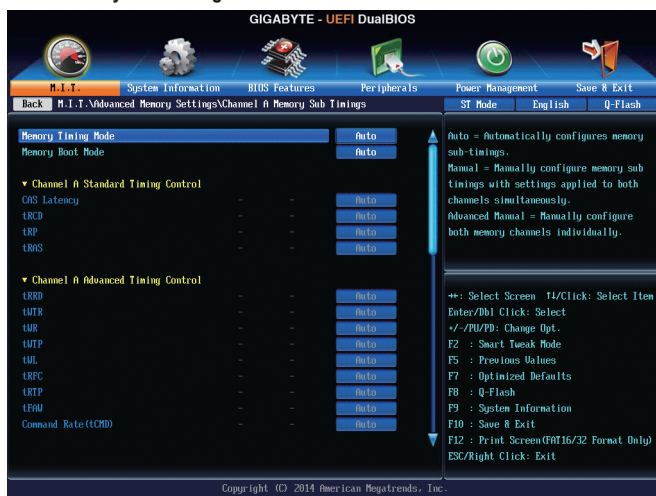 GIGABYTE - UEFI DualBIOS
M.I.T. System Information BIOS Features Peripherals Power Management Save & Exit
Back M.I.T.\Advanced Memory Settings\Channel A Memory Sub Timings ST Mode English Q-Flash
Memory Timing Mode Auto
Memory Boot Mode Auto
▼ Channel A Standard Timing Control
CAS Latency - - Auto
tRCD - - Auto
tRP - - Auto
tRAS - - Auto
▼ Channel A Advanced Timing Control
tRRD - - Auto
tWTR - - Auto
tWR - - Auto
tWTP - - Auto
tWL - - Auto
tRFC - - Auto
tRTP - - Auto
tFAW - - Auto
Command Rate(tCMD) - - Auto
Auto = Automatically configures memory
sub-timings.
Manual = Manually configure memory sub
timings with settings applied to both
channels simultaneously.
Advanced Manual = Manually configure
both memory channels individually.
↔: Select Screen ↑↓/Click: Select Item
Enter/Dbl Click: Select
+/-/PU/PD: Change Opt.
F2 : Smart Tweak Mode
F5 : Previous Values
F7 : Optimized Defaults
F8 : Q-Flash
F9 : System Information
F10 : Save & Exit
F12 : Print Screen(FAT16/32 Format Only)
ESC/Right Click: Exit
Copyright (C) 2014 American Megatrends, Inc.